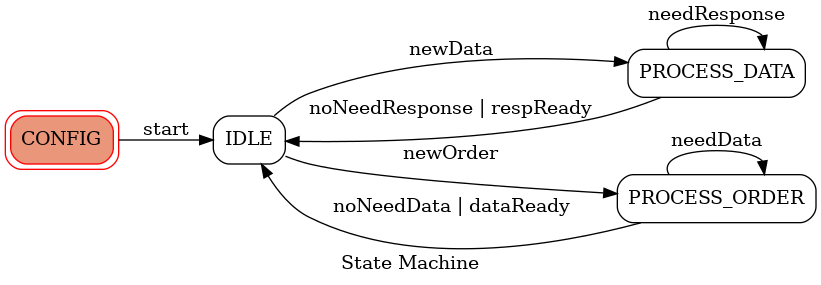 needResponse
newData
PROCESS_DATA
noNeedResponse | respReady
CONFIG
start
IDLE
newOrder
needData
PROCESS_ORDER
noNeedData | dataReady
State Machine